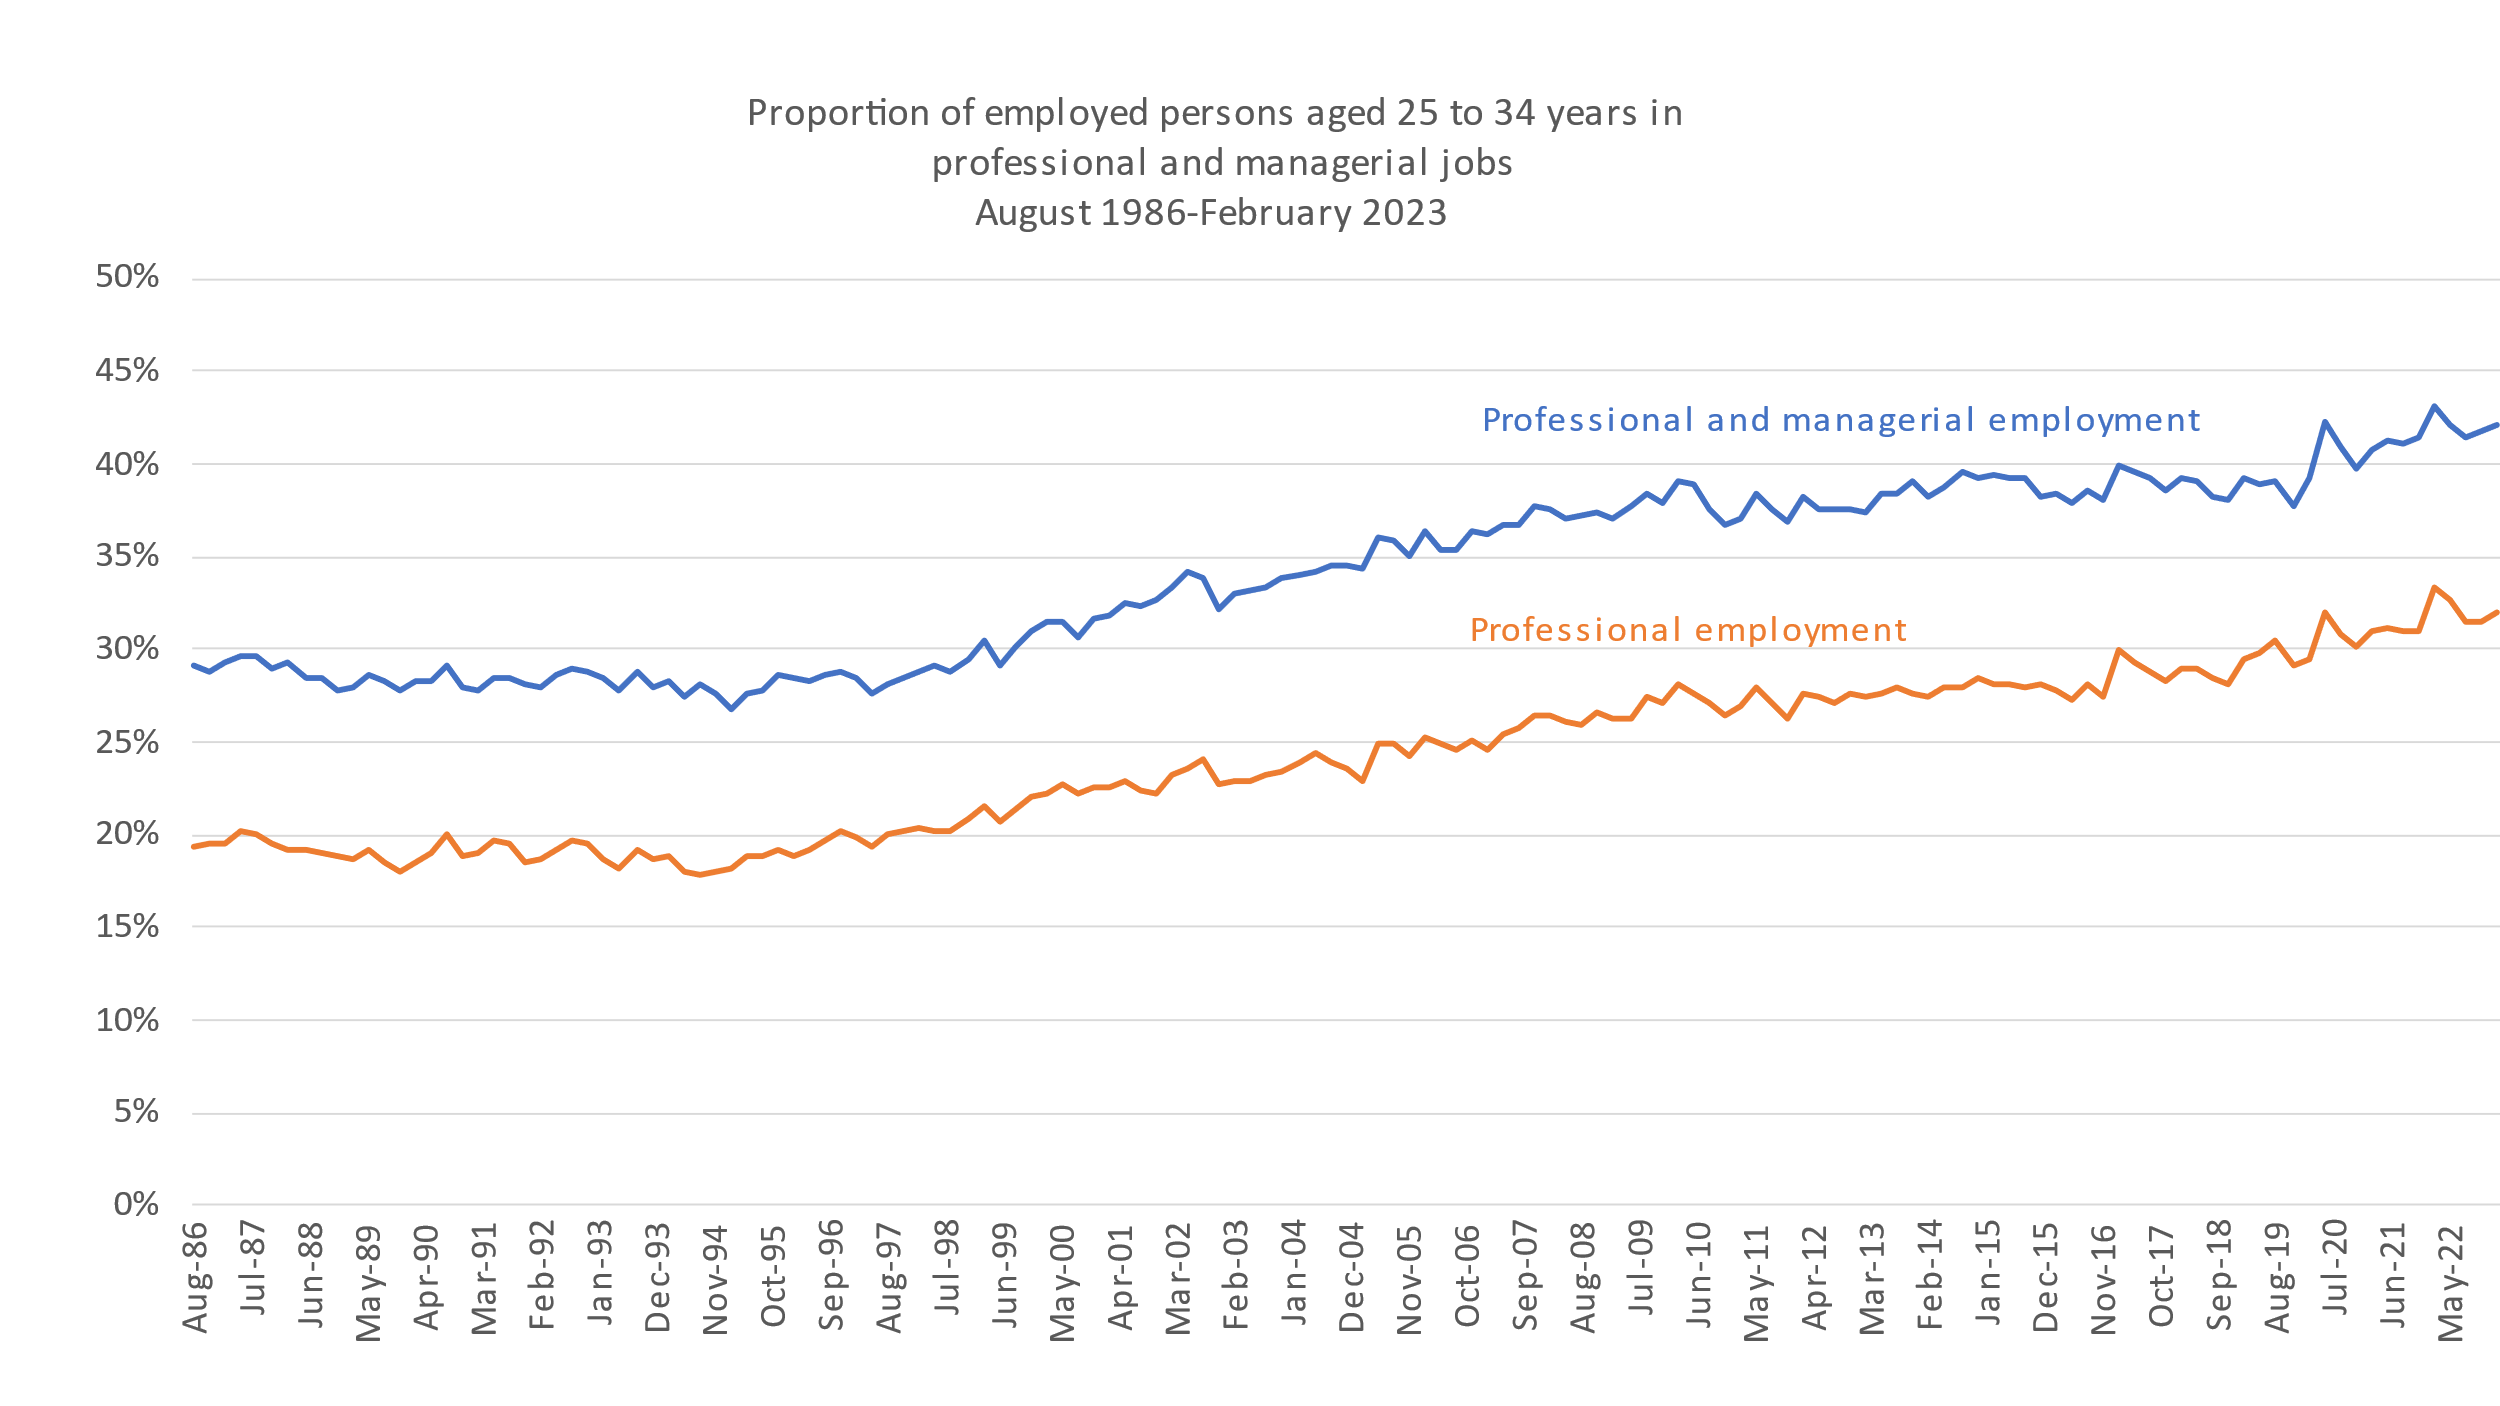 Proportion of employed persons aged 25 to 34 years in
professional and managerial jobs
August 1986-February 2023
50%
45%
Professional and managerial employment
40%
35%
Professional employment
30%
25%
20%
15%
10%
5%
0%
Aug-86
Jul-87
Jun-88
May-89
Apr-90
Mar-91
Feb-92
Jan-93
Dec-93
Nov-94
Oct-95
Sep-96
Aug-97
Jul-98
Jun-99
May-00
Apr-01
Mar-02
Feb-03
Jan-04
Dec-04
Nov-05
Oct-06
Sep-07
Aug-08
Jul-09
Jun-10
May-11
Apr-12
Mar-13
Feb-14
Jan-15
Dec-15
Nov-16
Oct-17
Sep-18
Aug-19
Jul-20
Jun-21
May-22